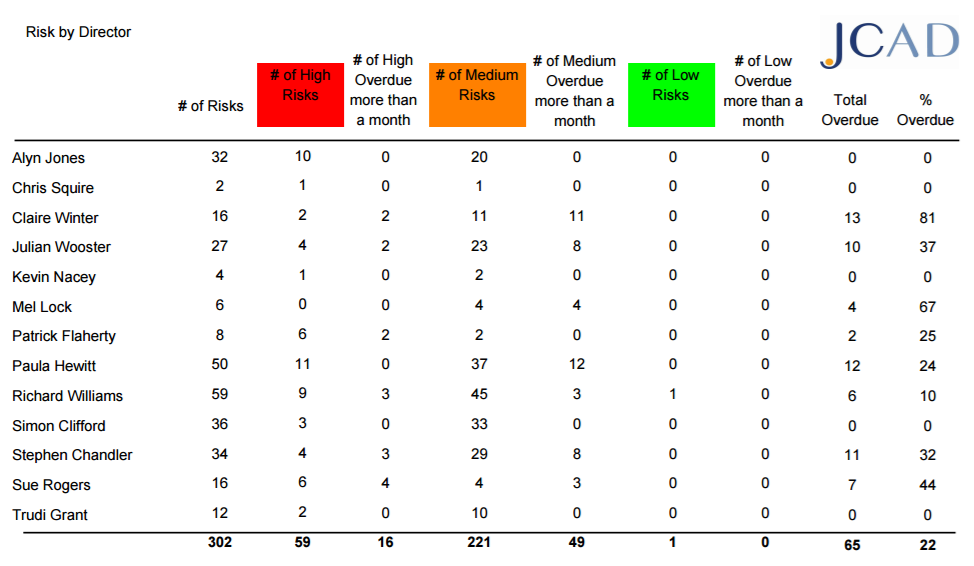 Risk by Director
JCAD
# of Risks # of High Risks # of High Overdue more than a month # of Medium Risks # of Medium Overdue more than a month # of Low Risks # of Low Overdue more than a month Total Overdue % Overdue
Alyn Jones 32 10 0 20 0 0 0 0 0
Chris Squire 2 1 0 1 0 0 0 0 0
Claire Winter 16 2 2 11 11 0 0 13 81
Julian Wooster 27 4 2 23 8 0 0 10 37
Kevin Nacey 4 1 0 2 0 0 0 0 0
Mel Lock 6 0 0 4 4 0 0 4 67
Patrick Flaherty 8 6 2 2 0 0 0 2 25
Paula Hewitt 50 11 0 37 12 0 0 12 24
Richard Williams 59 9 3 45 3 1 0 6 10
Simon Clifford 36 3 0 33 0 0 0 0 0
Stephen Chandler 34 4 3 29 8 0 0 11 32
Sue Rogers 16 6 4 4 3 0 0 7 44
Trudi Grant 12 2 0 10 0 0 0 0 0
302 59 16 221 49 1 0 65 22